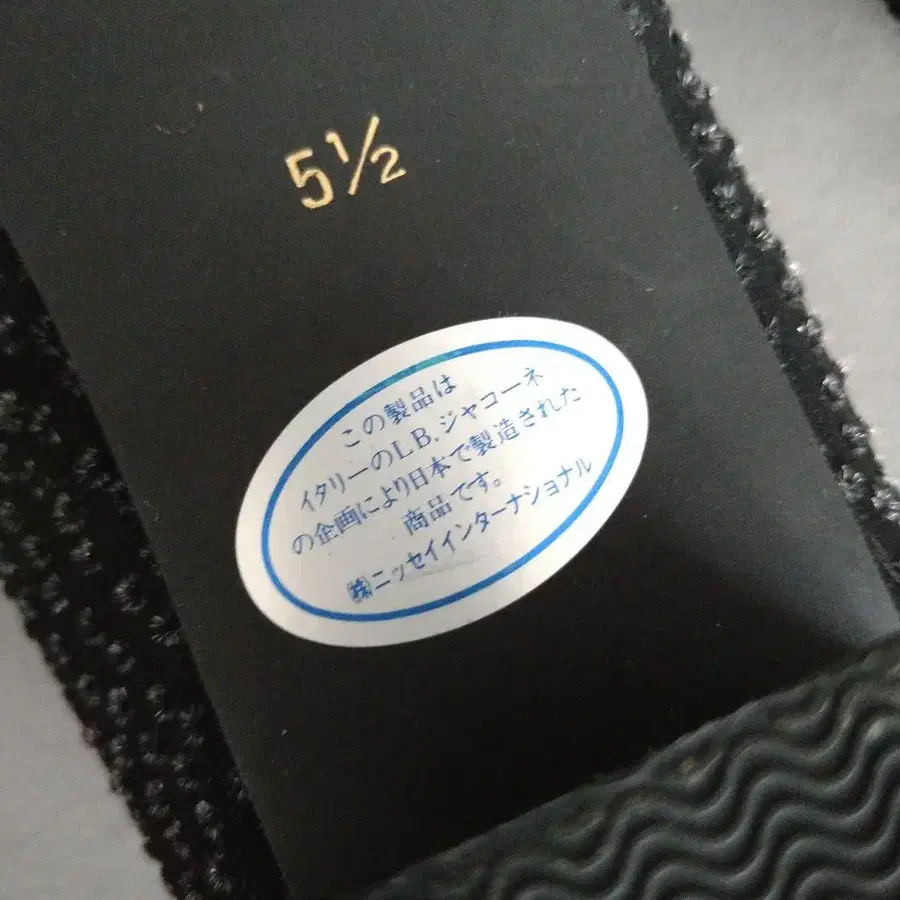 5½
この製品は
イタリーのL.B.ジャコーネ
の企画により日本で製造された
商品です。
㈱ニッセイインターナショナル